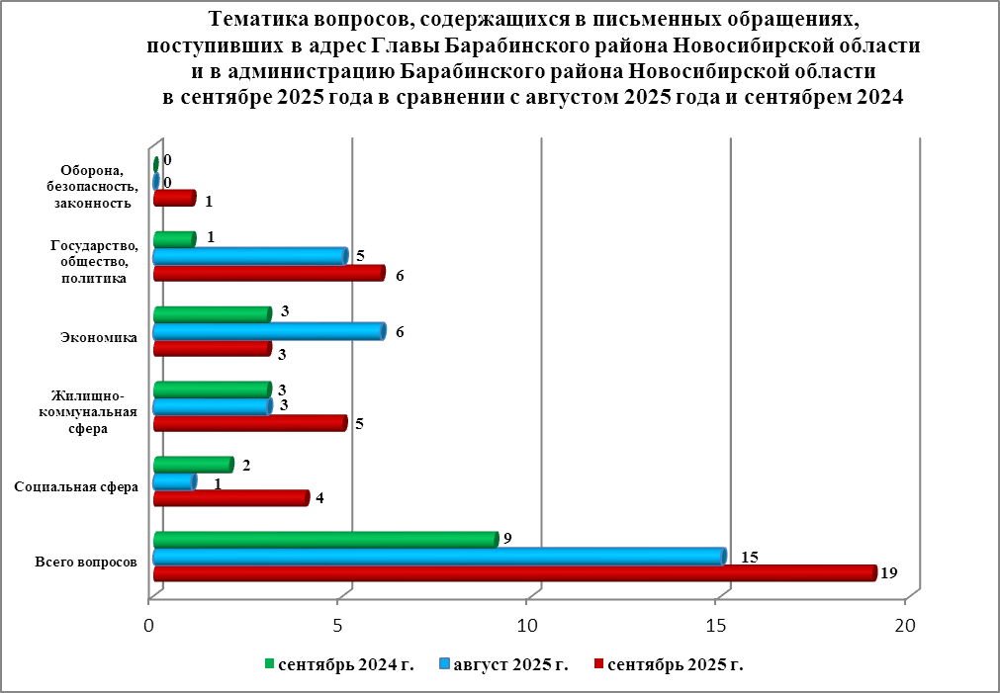 Тематика вопросов, содержащихся в письменных обращениях,
поступивших в адрес Главы Барабинского района Новосибирской области
и в администрацию Барабинского района Новосибирской области
в сентябре 2025 года в сравнении с августом 2025 года и сентябрем 2024
Оборона,
безопасность,
законность
0
0
1
Государство,
общество,
политика
1
5
6
Экономика
3
6
3
Жилищно-
коммунальная
сфера
3
3
5
Социальная сфера
2
1
4
Всего вопросов
9
15
19
0 5 10 15 20
сентябрь 2024 г. август 2025 г. сентябрь 2025 г.